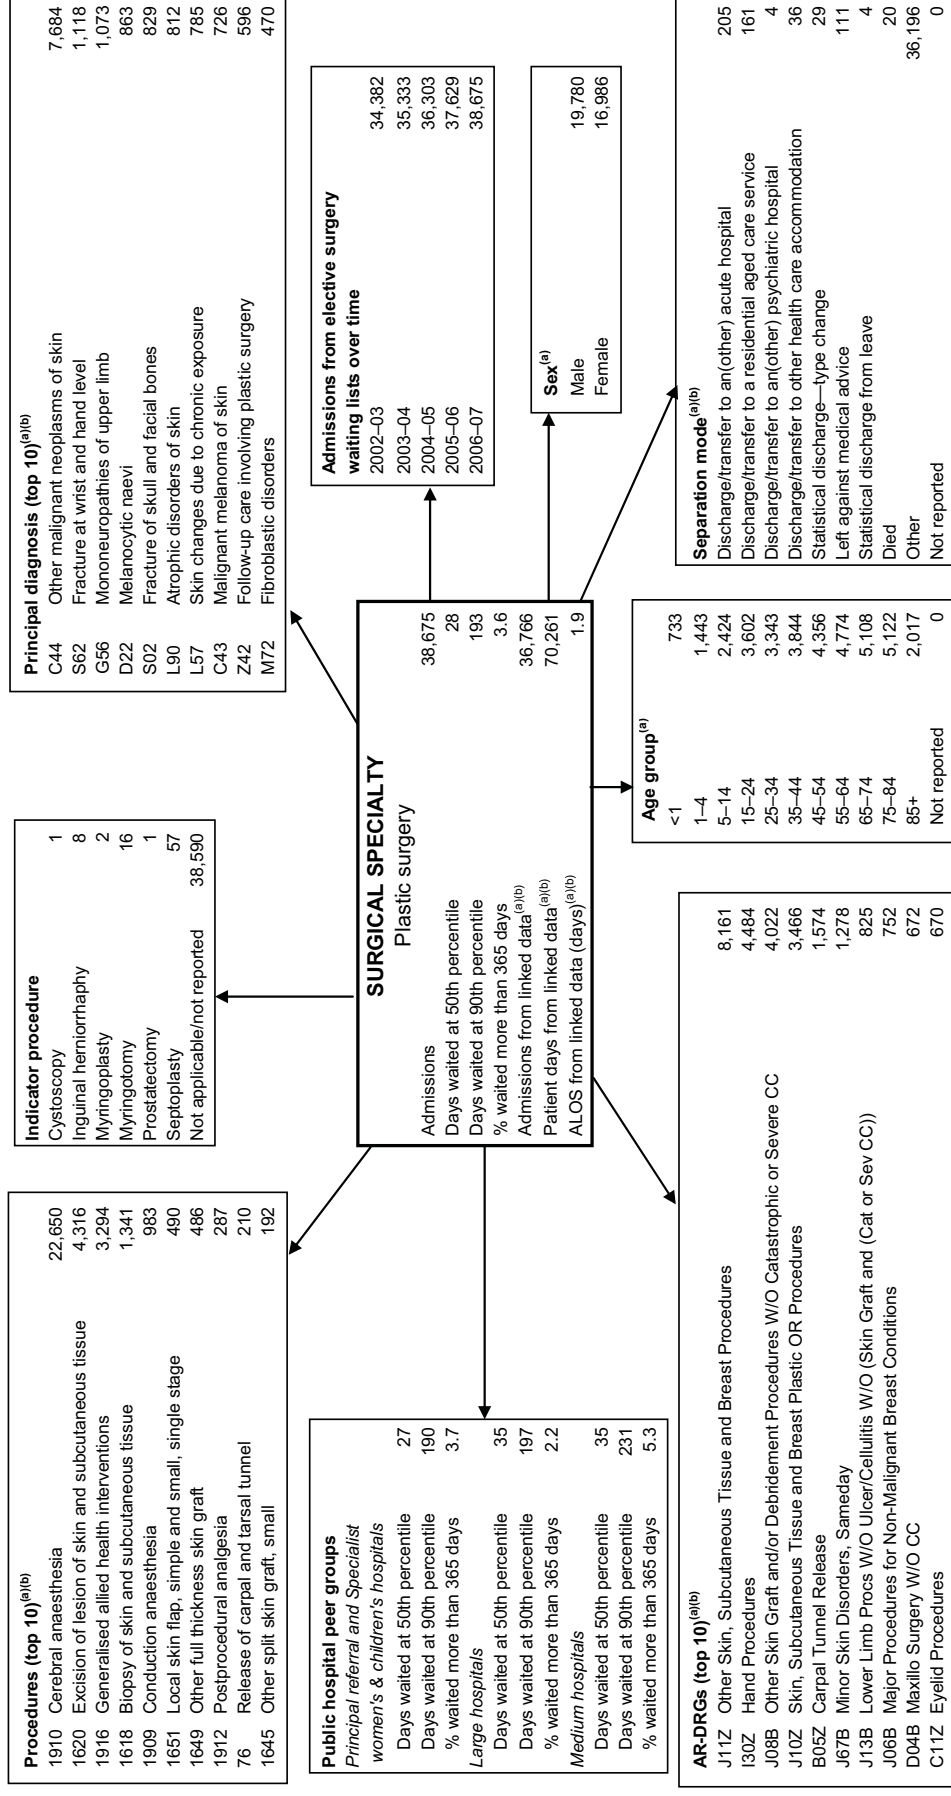 Procedures (top 10)(a)(b)
1910 Cerebral anaesthesia 22,650
1620 Excision of lesion of skin and subcutaneous tissue 4,316
1916 Generalised allied health interventions 3,294
1618 Biopsy of skin and subcutaneous tissue 1,341
1909 Conduction anaesthesia 983
1651 Local skin flap, simple and small, single stage 490
1649 Other full thickness skin graft 486
1912 Postprocedural analgesia 287
76 Release of carpal and tarsal tunnel 210
1645 Other split skin graft, small 192
Indicator procedure
Cystoscopy 1
Inguinal herniorrhaphy 8
Myringoplasty 2
Myringotomy 16
Prostatectomy 1
Septoplasty 57
Not applicable/not reported 38,590
Principal diagnosis (top 10)(a)(b)
C44 Other malignant neoplasms of skin 7,684
S62 Fracture at wrist and hand level 1,118
G56 Mononeuropathies of upper limb 1,073
D22 Melanocytic naevi 863
S02 Fracture of skull and facial bones 829
L90 Atrophic disorders of skin 812
L57 Skin changes due to chronic exposure 785
C43 Malignant melanoma of skin 726
Z42 Follow-up care involving plastic surgery 596
M72 Fibroblastic disorders 470
Public hospital peer groups
Principal referral and Specialist
women's & children's hospitals
Days waited at 50th percentile 27
Days waited at 90th percentile 190
% waited more than 365 days 3.7
Large hospitals
Days waited at 50th percentile 35
Days waited at 90th percentile 197
% waited more than 365 days 2.2
Medium hospitals
Days waited at 50th percentile 35
Days waited at 90th percentile 231
% waited more than 365 days 5.3
SURGICAL SPECIALTY
Plastic surgery
Admissions 38,675
Days waited at 50th percentile 28
Days waited at 90th percentile 193
% waited more than 365 days 3.6
Admissions from linked data(a)(b) 36,766
Patient days from linked data(a)(b) 70,261
ALOS from linked data (days)(a)(b) 1.9
Admissions from elective surgery
waiting lists over time
2002–03 34,382
2003–04 35,333
2004–05 36,303
2005–06 37,629
2006–07 38,675
Sex(a)
Male 19,780
Female 16,986
AR-DRGs (top 10)(a)(b)
J11Z Other Skin, Subcutaneous Tissue and Breast Procedures 8,161
I30Z Hand Procedures 4,484
J08B Other Skin Graft and/or Debridement Procedures W/O Catastrophic or Severe CC 4,022
J10Z Skin, Subcutaneous Tissue and Breast Plastic OR Procedures 3,466
B05Z Carpal Tunnel Release 1,574
J67B Minor Skin Disorders, Sameday 1,278
J13B Lower Limb Procs W/O Ulcer/Cellulitis W/O (Skin Graft and (Cat or Sev CC)) 825
J06B Major Procedures for Non-Malignant Breast Conditions 752
D04B Maxillo Surgery W/O CC 672
C11Z Eyelid Procedures 670
Age group(a)
<1 733
1–4 1,443
5–14 2,424
15–24 3,602
25–34 3,343
35–44 3,844
45–54 4,356
55–64 4,774
65–74 5,108
75–84 5,122
85+ 2,017
Not reported 0
Separation mode(a)(b)
Discharge/transfer to an(other) acute hospital 205
Discharge/transfer to a residential aged care service 161
Discharge/transfer to an(other) psychiatric hospital 4
Discharge/transfer to other health care accommodation 36
Statistical discharge—type change 29
Left against medical advice 111
Statistical discharge from leave 4
Died 20
Other 36,196
Not reported 0